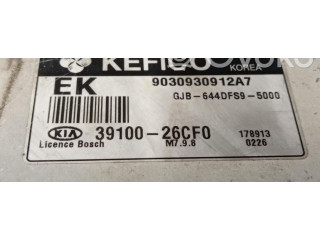 KEFICO
KOREA
EK 9030930912A7
GJB-644DFS9-5000
KIA 39100-26CF0 178913
Licence Bosch M7.9.8 0226